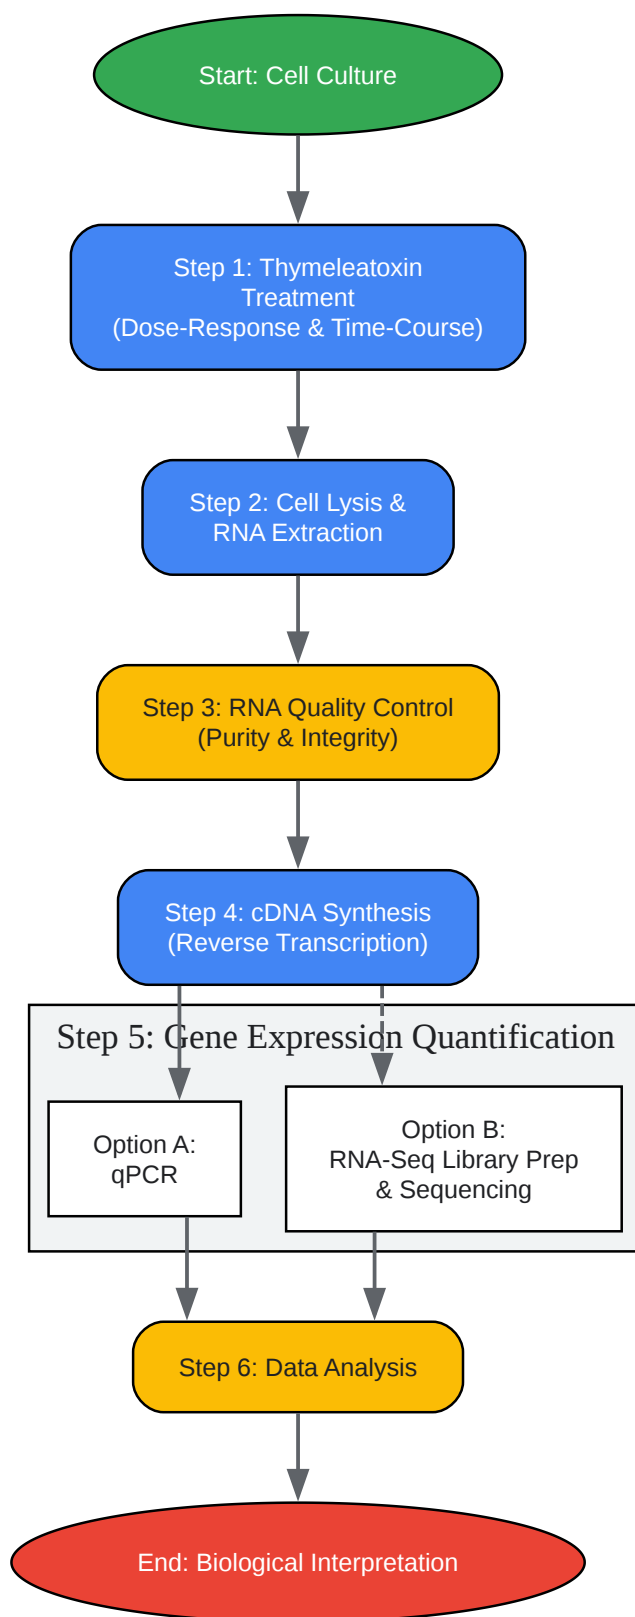 Start: Cell Culture
Step 1: Thymeleatoxin
Treatment
(Dose-Response & Time-Course)
Step 2: Cell Lysis &
RNA Extraction
Step 3: RNA Quality Control
(Purity & Integrity)
Step 4: cDNA Synthesis
(Reverse Transcription)
Step 5: Gene Expression Quantification
Option A:
qPCR
Option B:
RNA-Seq Library Prep
& Sequencing
Step 6: Data Analysis
End: Biological Interpretation